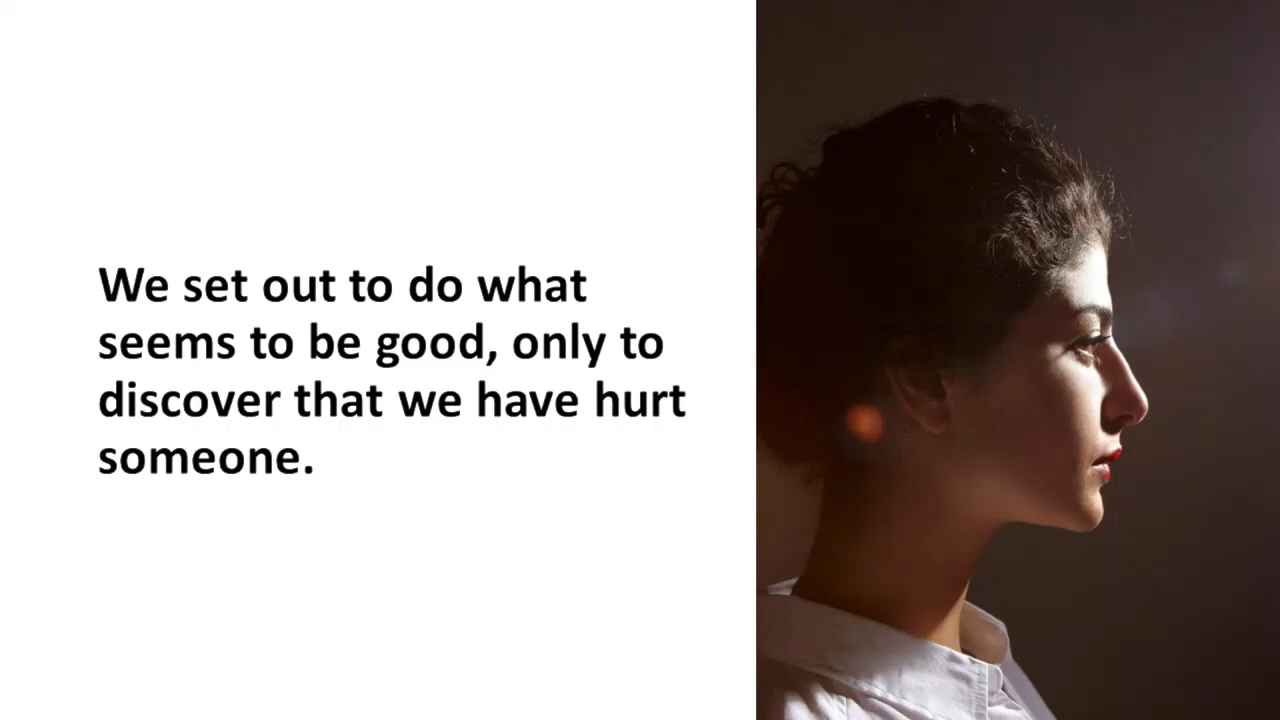 We set out to do what
seems to be good, only to
discover that we have hurt
someone.